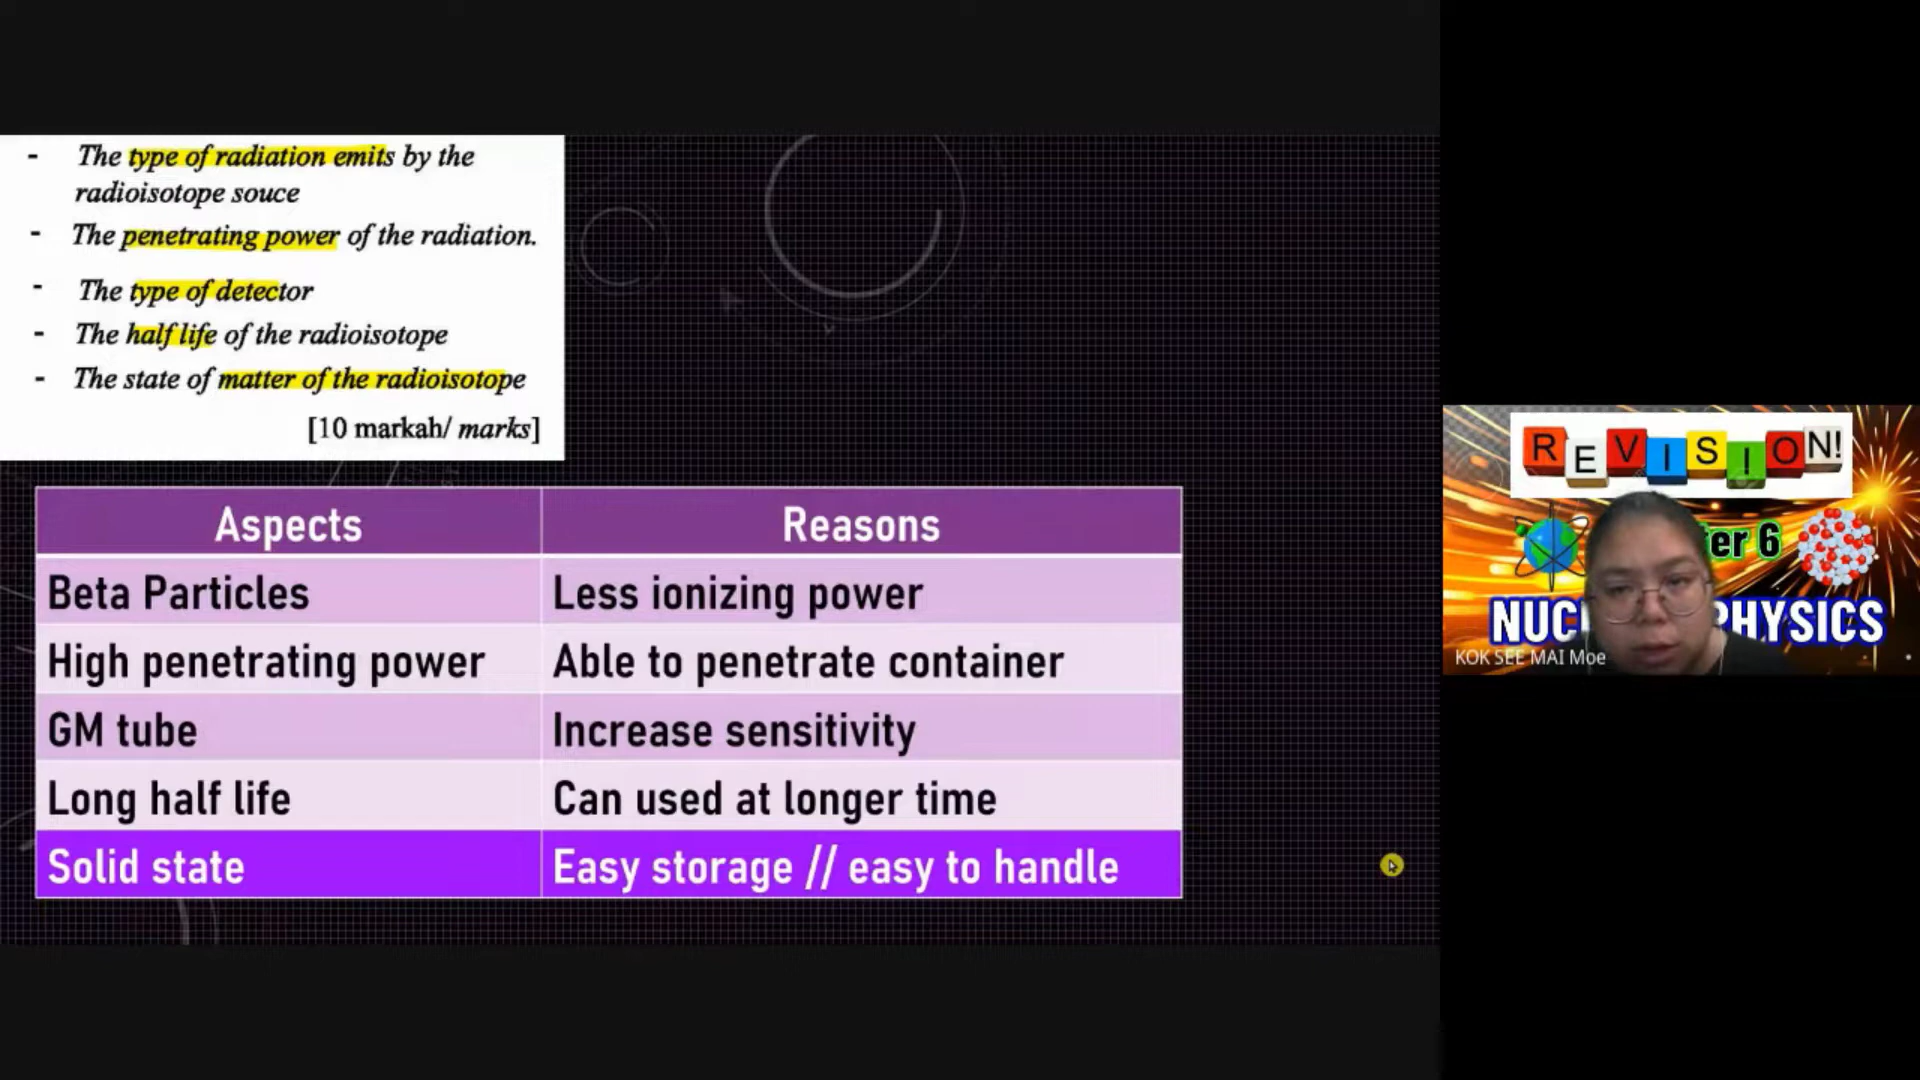 - The type of radiation emits by the
radioisotope souce
- The penetrating power of the radiation.
- The type of detector
- The half life of the radioisotope
- The state of matter of the radioisotope
[10 markah/ marks]
Aspects Reasons
Beta Particles Less ionizing power
High penetrating power Able to penetrate container
GM tube Increase sensitivity
Long half life Can used at longer time
Solid state Easy storage // easy to handle
REVISION!
ter 6
NUC PHYSICS
KOK SEE MAI Moe